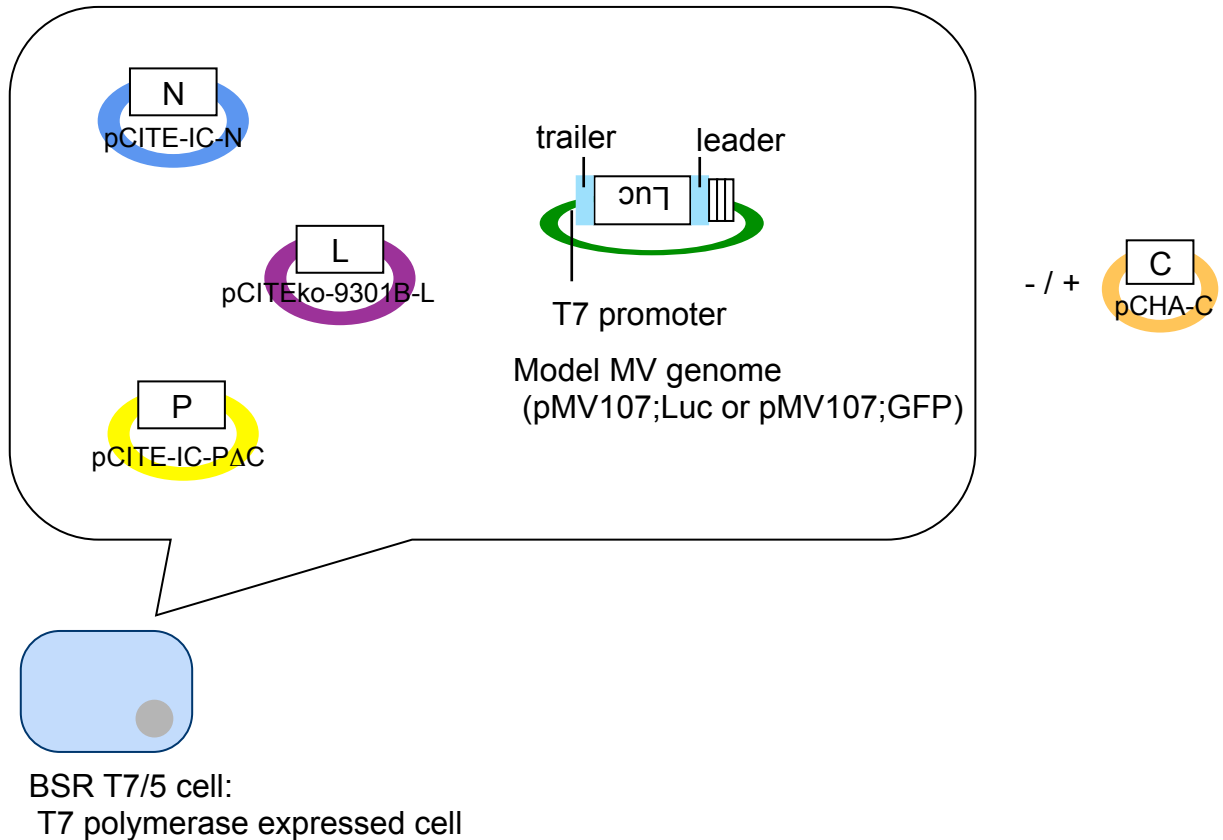 N
pCITE-IC-N
trailer
leader
Luc
L
pCITEko-9301B-L
T7 promoter
- / +
C
pCHA-C
Model MV genome
(pMV107;Luc or pMV107;GFP)
P
pCITE-IC-PΔC
BSR T7/5 cell:
T7 polymerase expressed cell